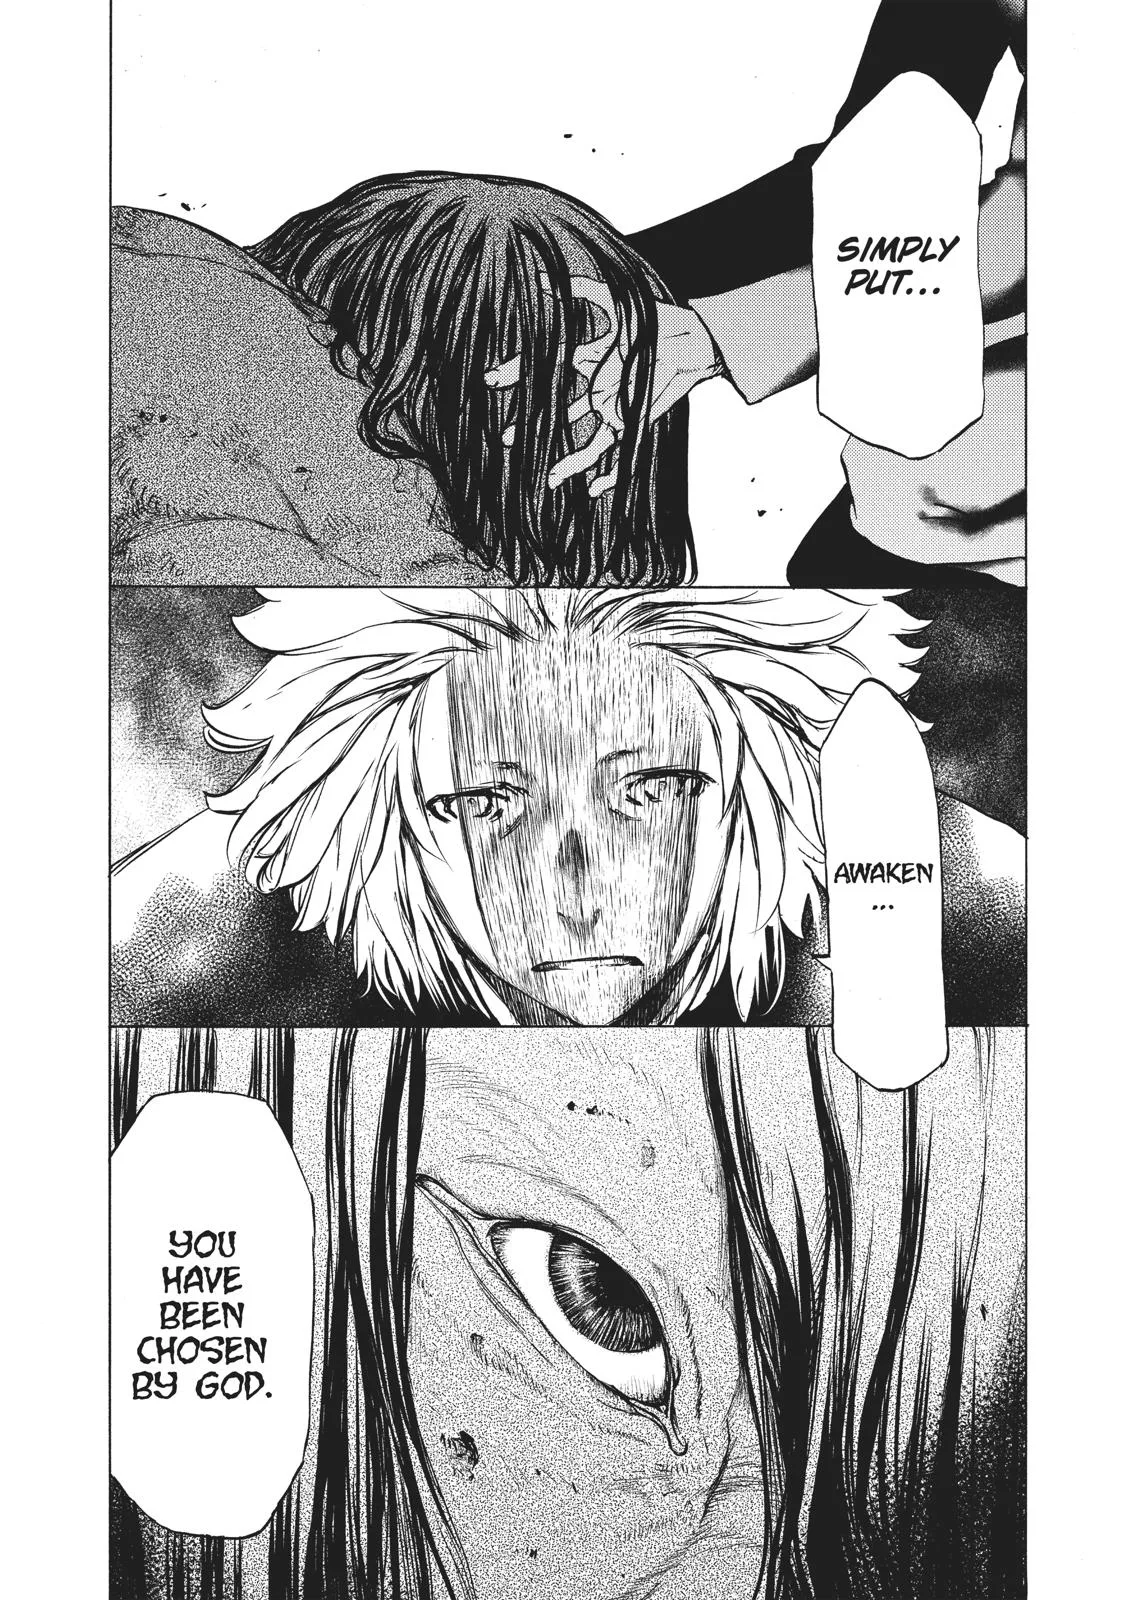 SIMPLY
PUT...
AWAKEN
...
YOU
HAVE
BEEN
CHOSEN
BY GOD.